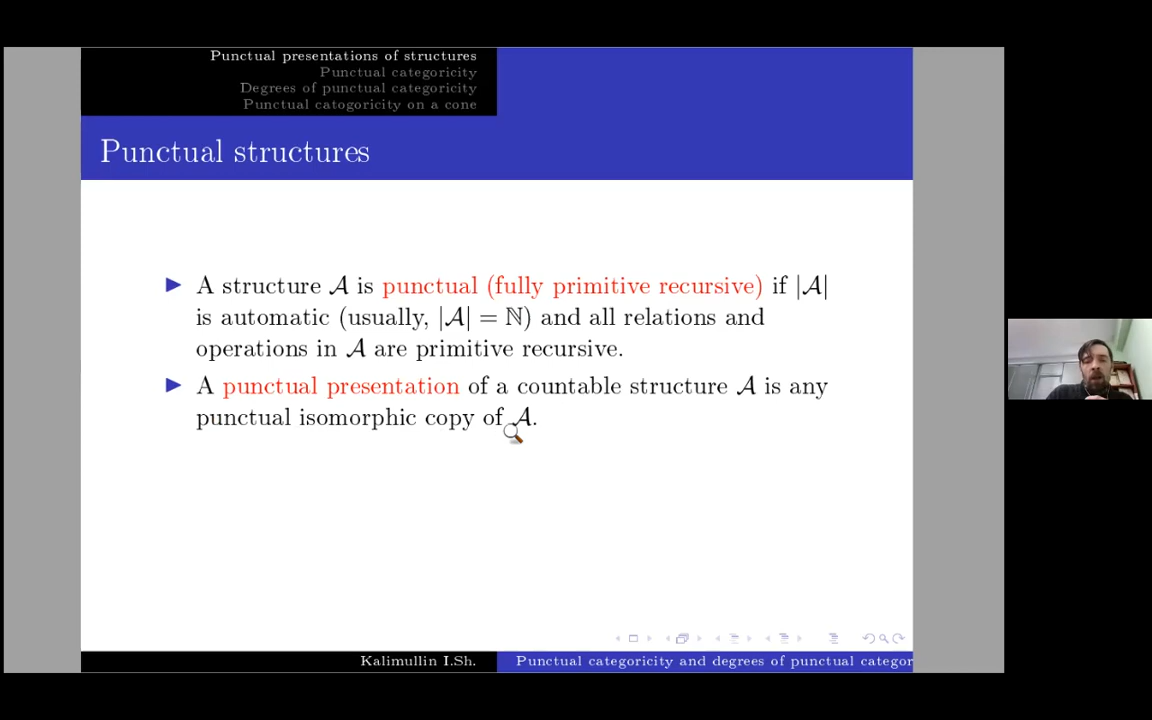 Punctual presentations of structures
Punctual categoricity
Degrees of punctual categoricity
Punctual catogoricity on a cone
Punctual structures
A structure 𝒜 is punctual (fully primitive recursive) if |𝒜|
is automatic (usually, |𝒜| = ℕ) and all relations and
operations in 𝒜 are primitive recursive.
A punctual presentation of a countable structure 𝒜 is any
punctual isomorphic copy of 𝒜.
Kalimullin I.Sh.
Punctual categoricity and degrees of punctual categor